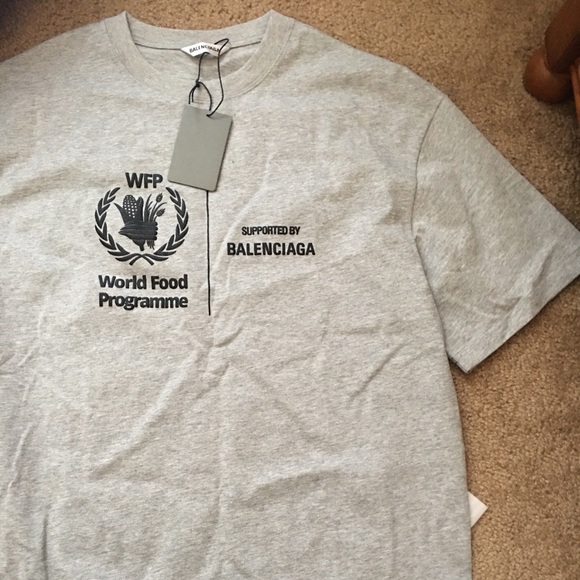 BALENCIAGA
WFP
World Food
Programme
SUPPORTED BY
BALENCIAGA